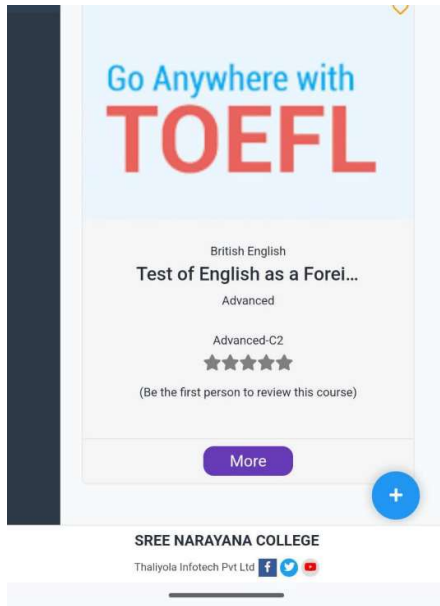 Go Anywhere with
TOEFL
British English
Test of English as a Forei...
Advanced
Advanced-C2
(Be the first person to review this course)
More
+
SREE NARAYANA COLLEGE
Thaliyola Infotech Pvt Ltd